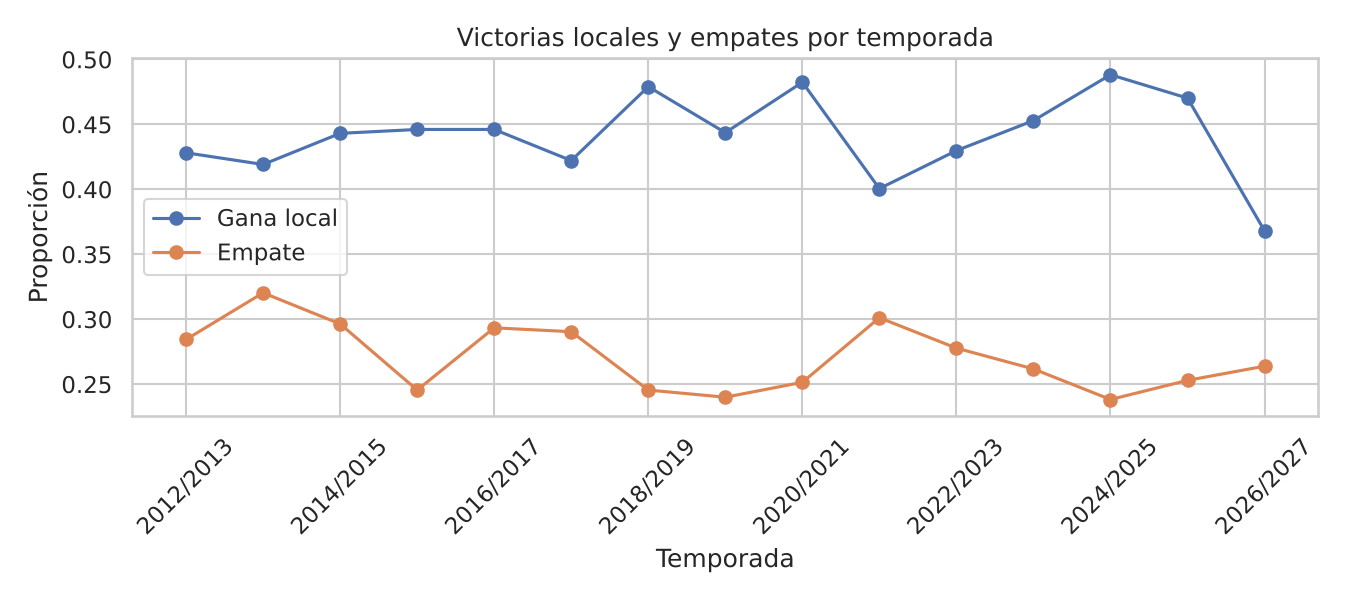 Victorias locales y empates por temporada
Proporción
0.50
0.45
0.40
0.35
0.30
0.25
Gana local
Empate
2012/2013
2014/2015
2016/2017
2018/2019
2020/2021
2022/2023
2024/2025
2026/2027
Temporada